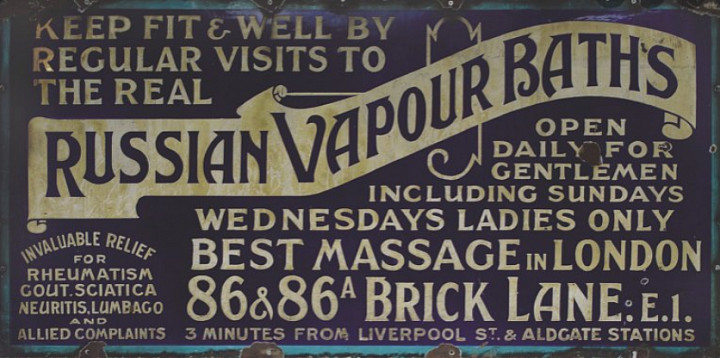 KEEP FIT & WELL BY
REGULAR VISITS TO
THE REAL
RUSSIAN VAPOUR BATH'S
OPEN
DAILY FOR
GENTLEMEN
INCLUDING SUNDAYS
WEDNESDAYS LADIES ONLY
BEST MASSAGE IN LONDON
86 & 86A BRICK LANE, E.1.
3 MINUTES FROM LIVERPOOL ST. & ALDGATE STATIONS
INVALUABLE RELIEF
FOR
RHEUMATISM
GOUT. SCIATICA
NEURITIS, LUMBAGO
AND
ALLIED COMPLAINTS